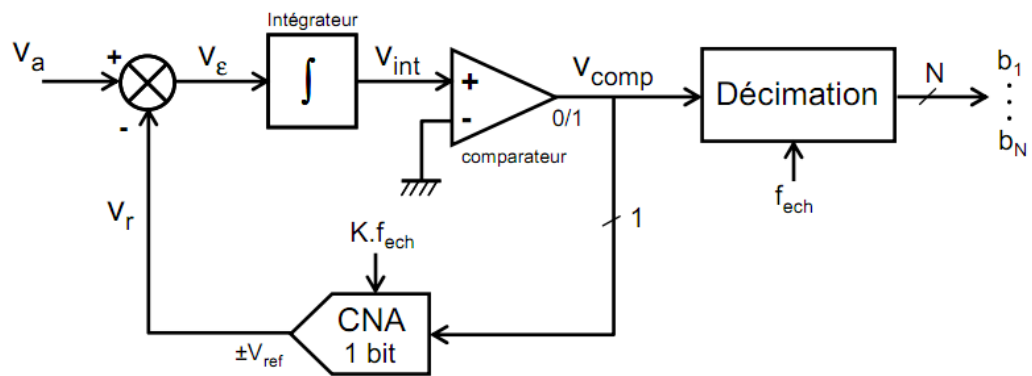 Intégrateur
va
+
vε
∫
vint
+
-
vcomp
0/1
comparateur
Décimation
N
b1
bN
fech
-
vr
K.fech
1
CNA
1 bit
±Vref